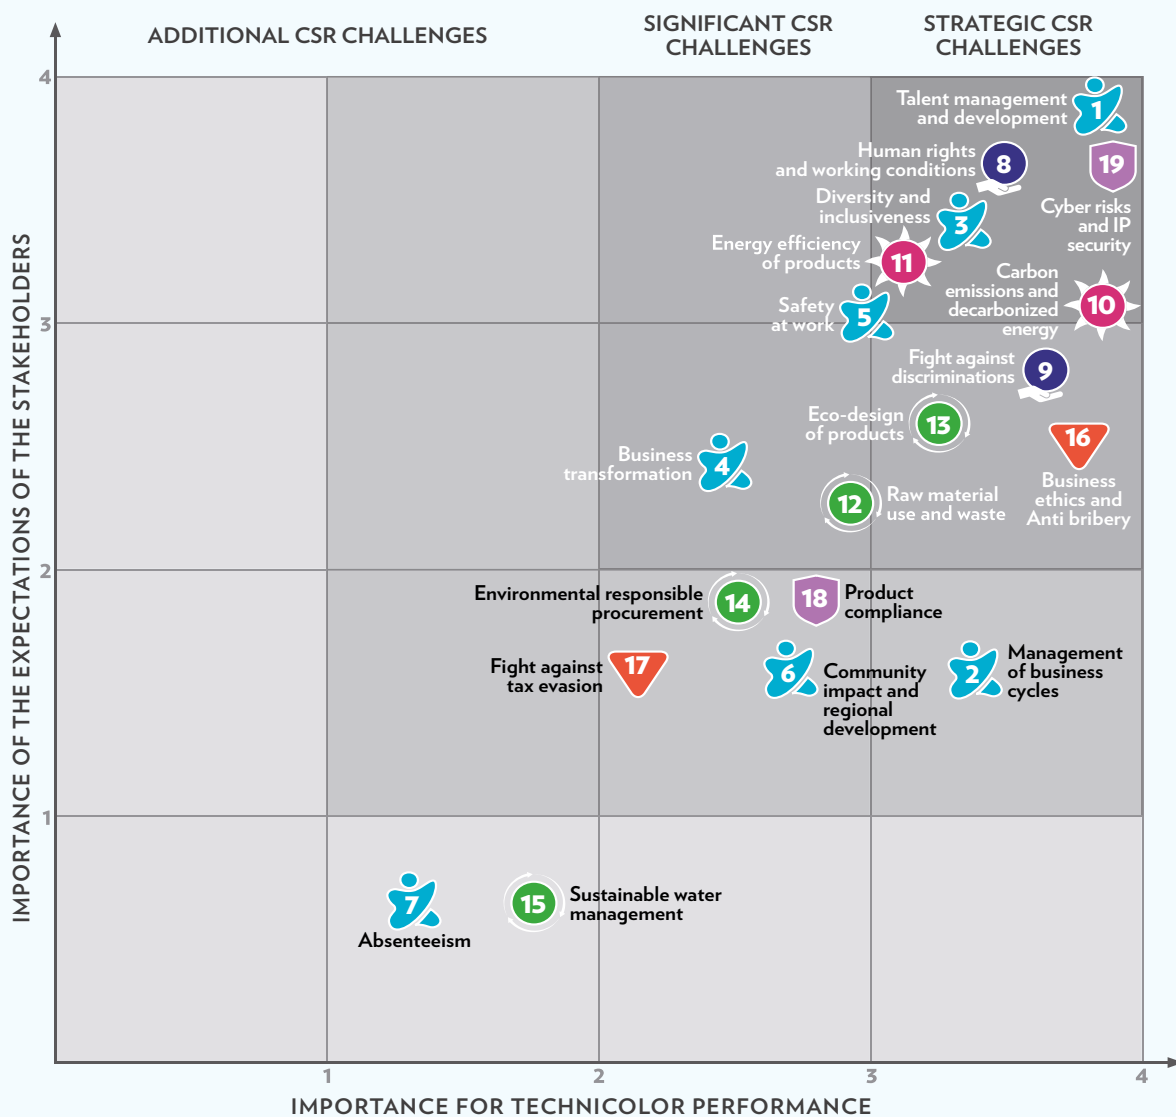 ADDITIONAL CSR CHALLENGES
SIGNIFICANT CSR
CHALLENGES
STRATEGIC CSR
CHALLENGES
4
Talent management
and development
1
Human rights
and working conditions
8
19
Cyber risks
and IP
security
Diversity and
inclusiveness
3
Energy efficiency
of products
11
Carbon
emissions and
decarbonized
energy
10
Safety
at work
5
3
Fight against
discriminations
9
Eco-design
of products
13
16
Business
ethics and
Anti bribery
Business
transformation
4
12
Raw material
use and waste
2
Environmental responsible
procurement
14
18
Product
compliance
Fight against
tax evasion
17
6
Community
impact and
regional
development
2
Management
of business
cycles
1
7
Absenteeism
15
Sustainable water
management
1
2
3
4
IMPORTANCE OF THE EXPECTATIONS OF THE STAKEHOLDERS
IMPORTANCE FOR TECHNICOLOR PERFORMANCE